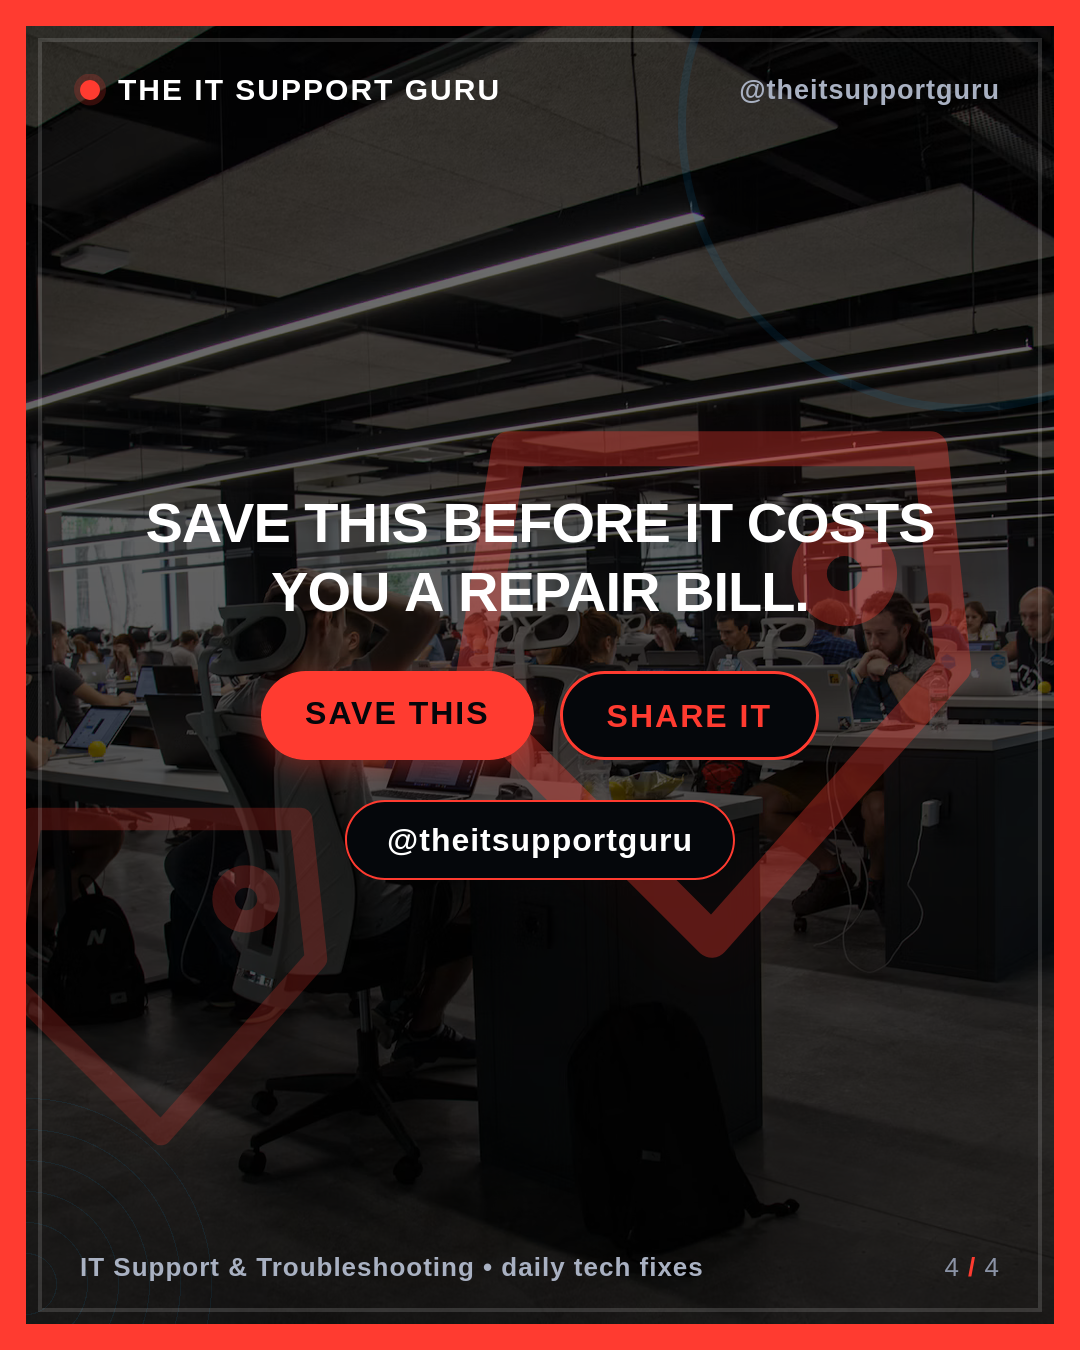 THE IT SUPPORT GURU
@theitsupportguru
SAVE THIS BEFORE IT COSTS
YOU A REPAIR BILL.
SAVE THIS
SHARE IT
@theitsupportguru
IT Support & Troubleshooting • daily tech fixes
4 / 4